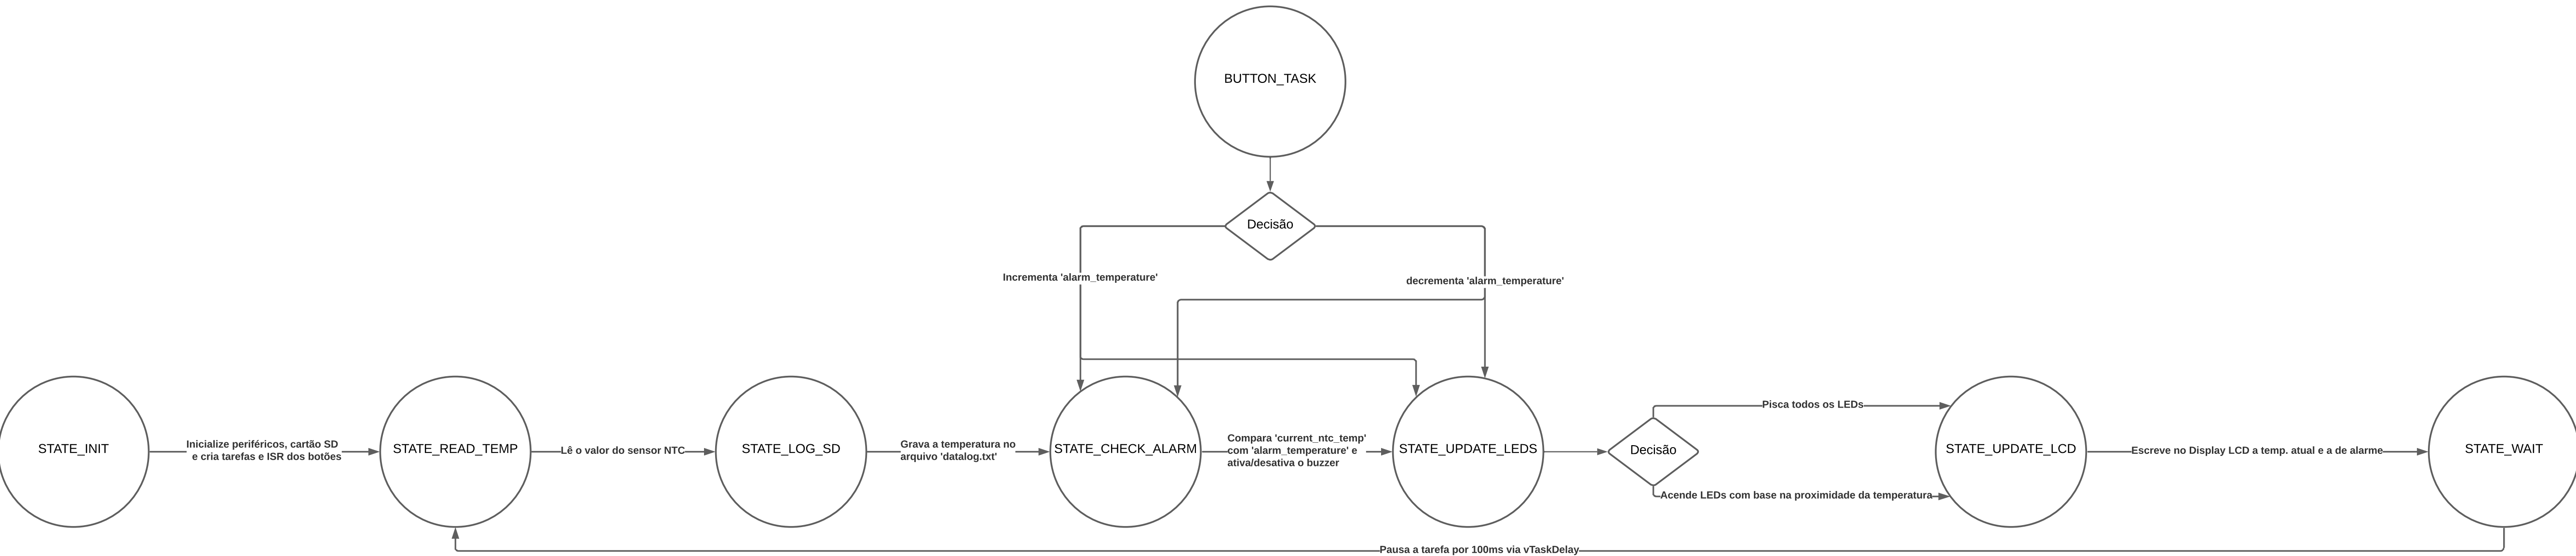 BUTTON_TASK
Decisão
Incrementa 'alarm_temperature'
decrementa 'alarm_temperature'
STATE_INIT
Inicialize periféricos, cartão SD
e cria tarefas e ISR dos botões
STATE_READ_TEMP
Lê o valor do sensor NTC
STATE_LOG_SD
Grava a temperatura no
arquivo 'datalog.txt'
STATE_CHECK_ALARM
Compara 'current_ntc_temp'
com 'alarm_temperature' e
ativa/desativa o buzzer
STATE_UPDATE_LEDS
Decisão
Pisca todos os LEDs
Acende LEDs com base na proximidade da temperatura
STATE_UPDATE_LCD
Escreve no Display LCD a temp. atual e a de alarme
STATE_WAIT
Pausa a tarefa por 100ms via vTaskDelay